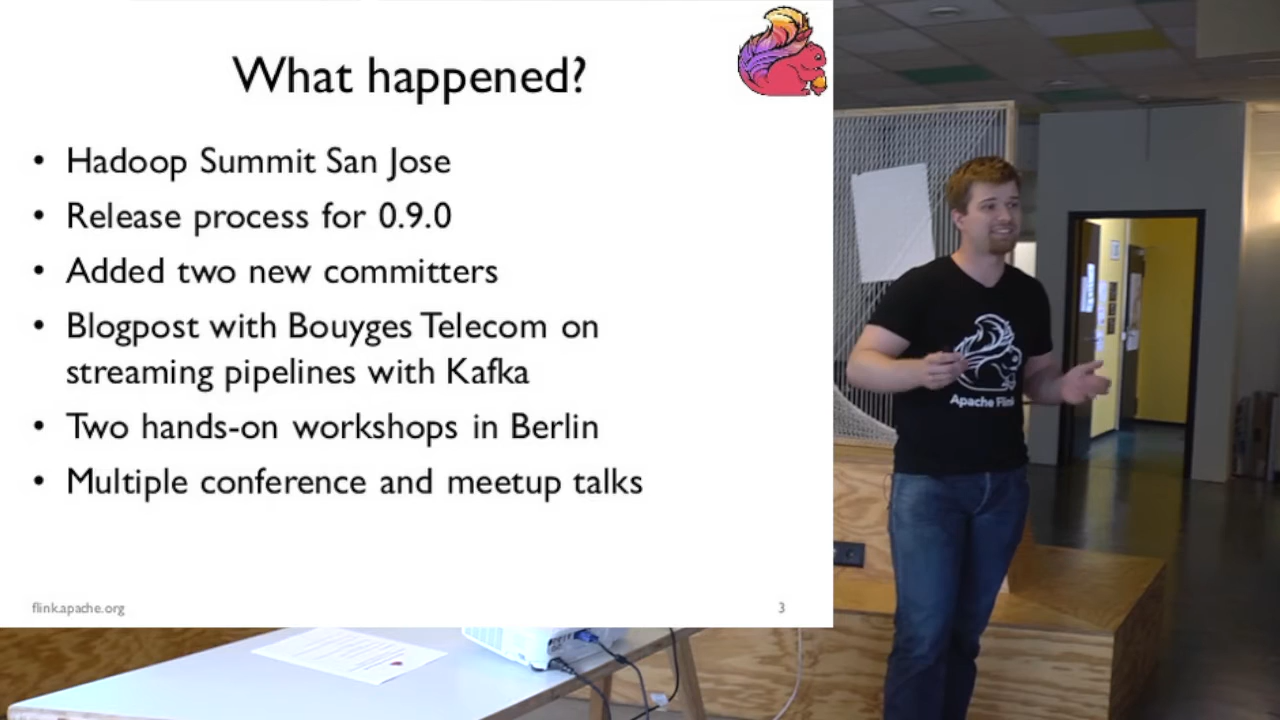 What happened?
• Hadoop Summit San Jose
• Release process for 0.9.0
• Added two new committers
• Blogpost with Bouyges Telecom on
streaming pipelines with Kafka
• Two hands-on workshops in Berlin
• Multiple conference and meetup talks
flink.apache.org
3
Apache Flink